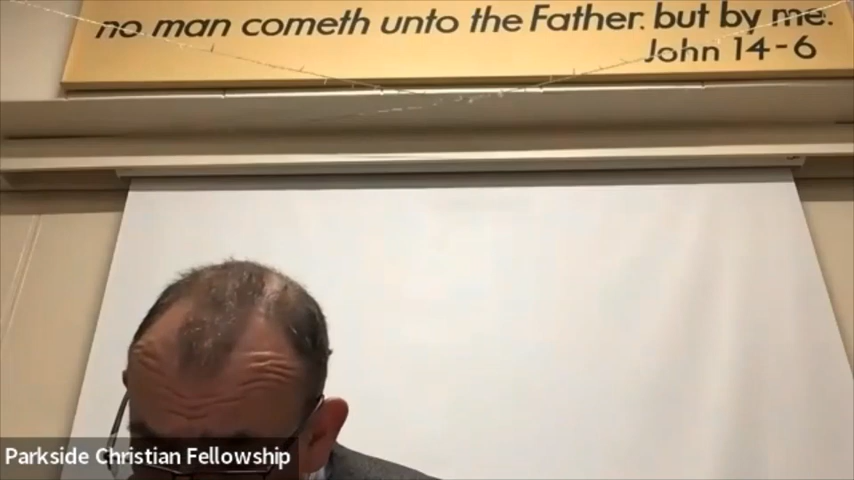 no man cometh unto the Father. but by me.
John 14-6
Parkside Christian Fellowship